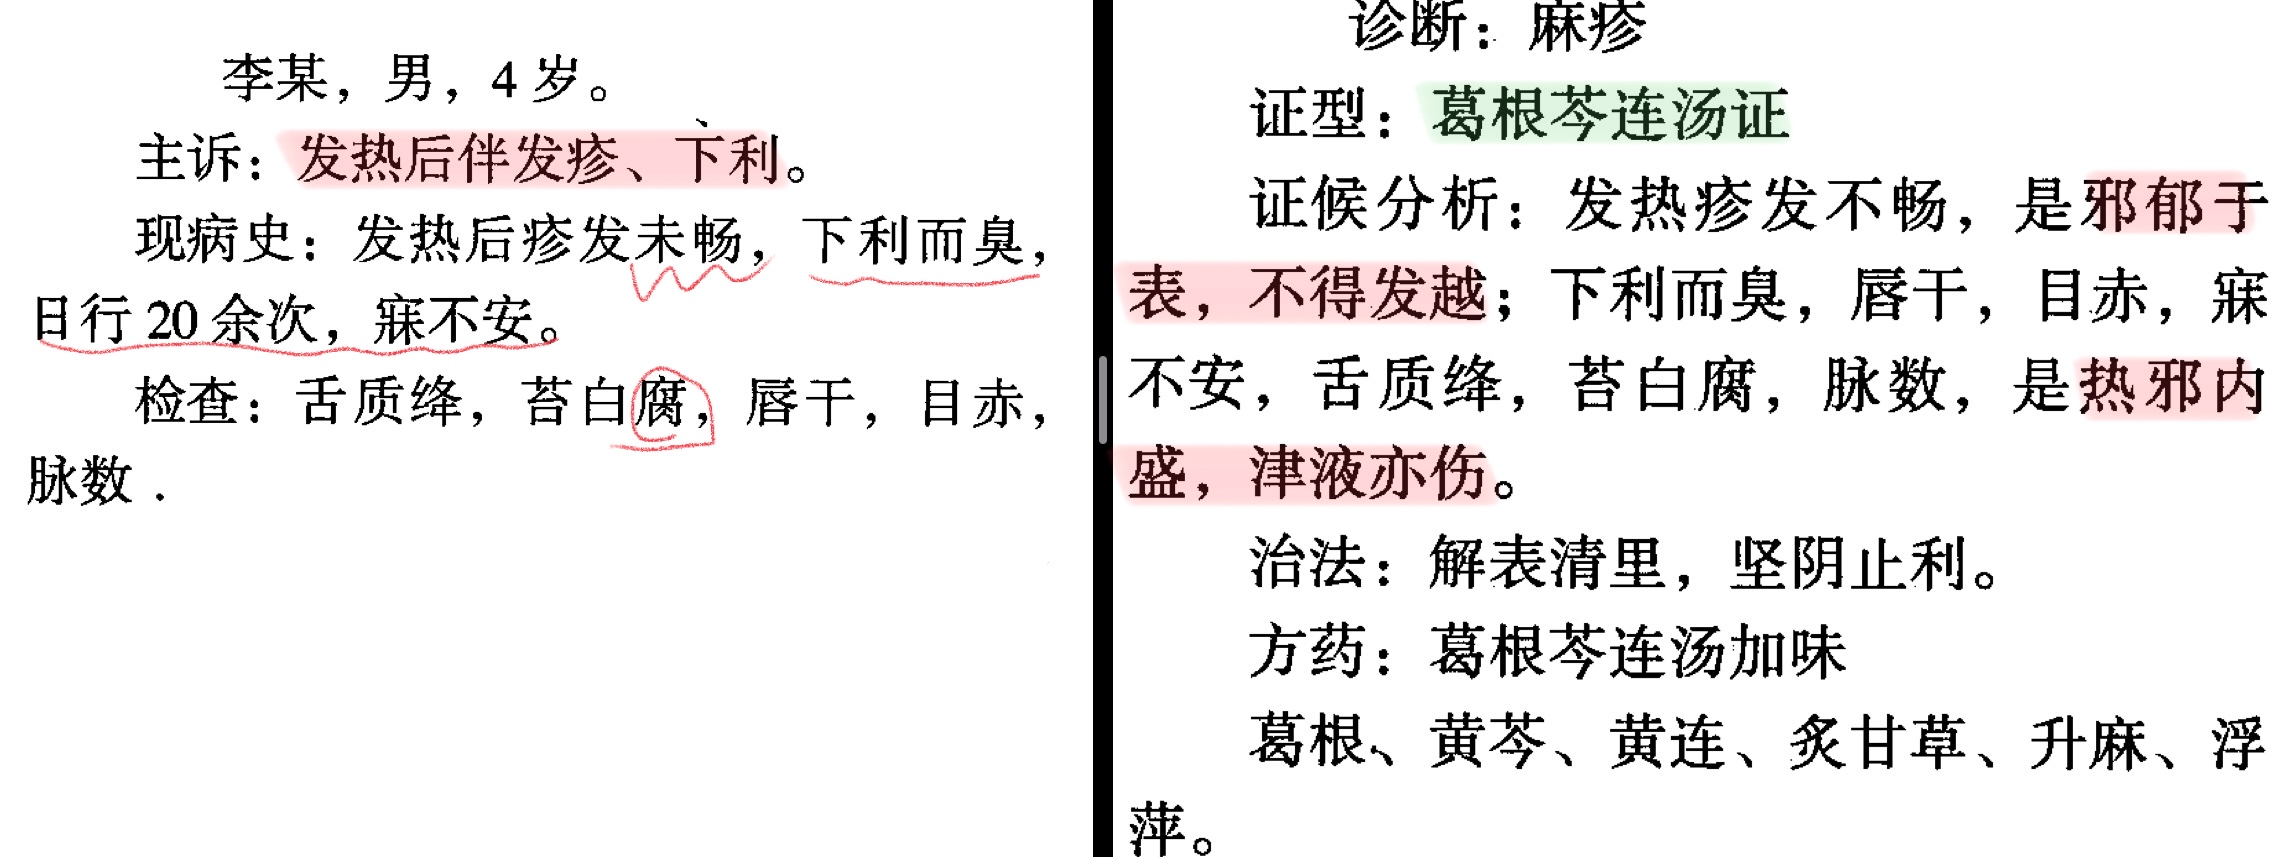 李某，男，4岁。
主诉：发热后伴发疹、下利。
现病史：发热后疹发未畅，下利而臭，
日行20余次，寐不安。
检查：舌质绛，苔白腐，唇干，目赤，
脉数．
诊断：麻疹
证型：葛根芩连汤证
证候分析：发热疹发不畅，是邪郁于
表，不得发越；下利而臭，唇干，目赤，寐
不安，舌质绛，苔白腐，脉数，是热邪内
盛，津液亦伤。
治法：解表清里，坚阴止利。
方药：葛根芩连汤加味
葛根、黄芩、黄连、炙甘草、升麻、浮
萍。